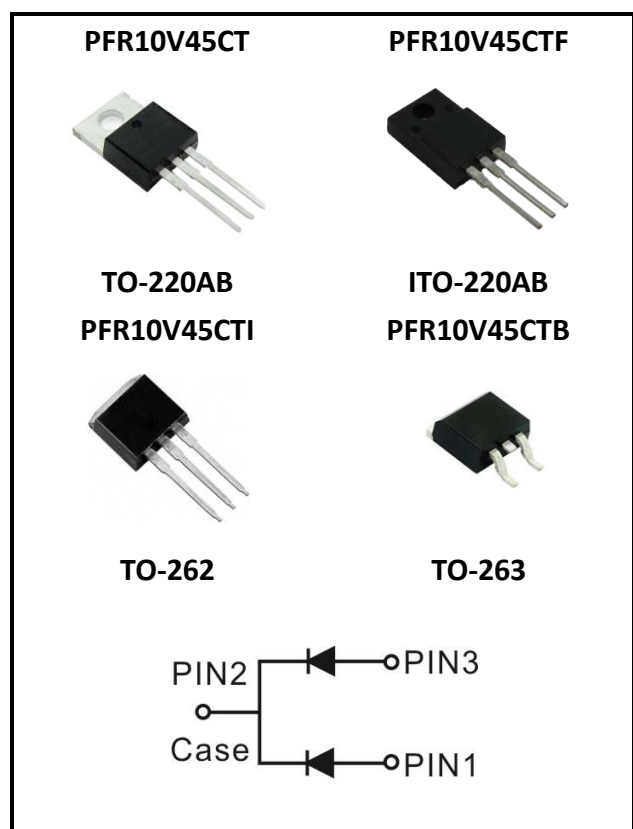 PFR10V45CT PFR10V45CTF
TO-220AB ITO-220AB
PFR10V45CTI PFR10V45CTB
TO-262 TO-263
PIN2 PIN3
Case PIN1